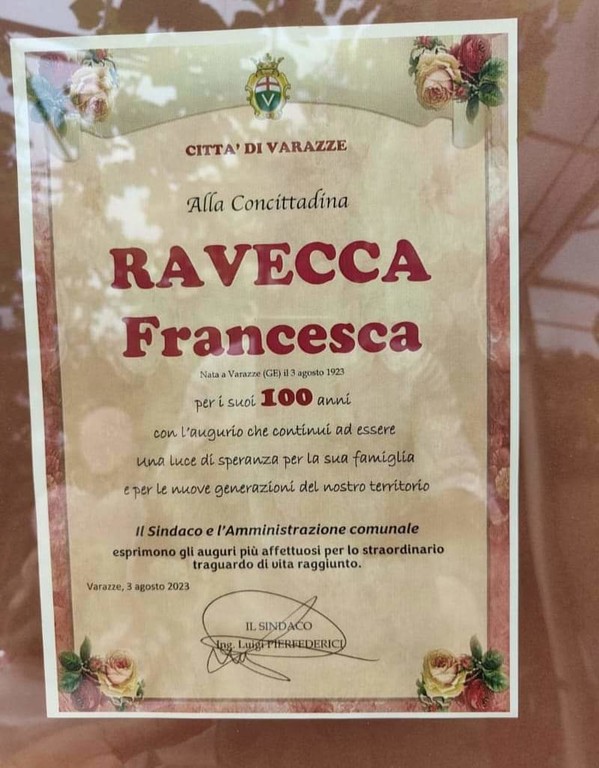 V
CITTA' DI VARAZZE
Alla Concittadina
RAVECCA
Francesca
Nata a Varazze (GE) il 3 agosto 1923
per i suoi 100 anni
con l'augurio che continui ad essere
una luce di speranza per la sua famiglia
e per le nuove generazioni del nostro territorio
Il Sindaco e l'Amministrazione comunale
esprimono gli auguri più affettuosi per lo straordinario
traguardo di vita raggiunto.
Varazze, 3 agosto 2023
IL SINDACO
Ing. Luigi PIERFEDERICI